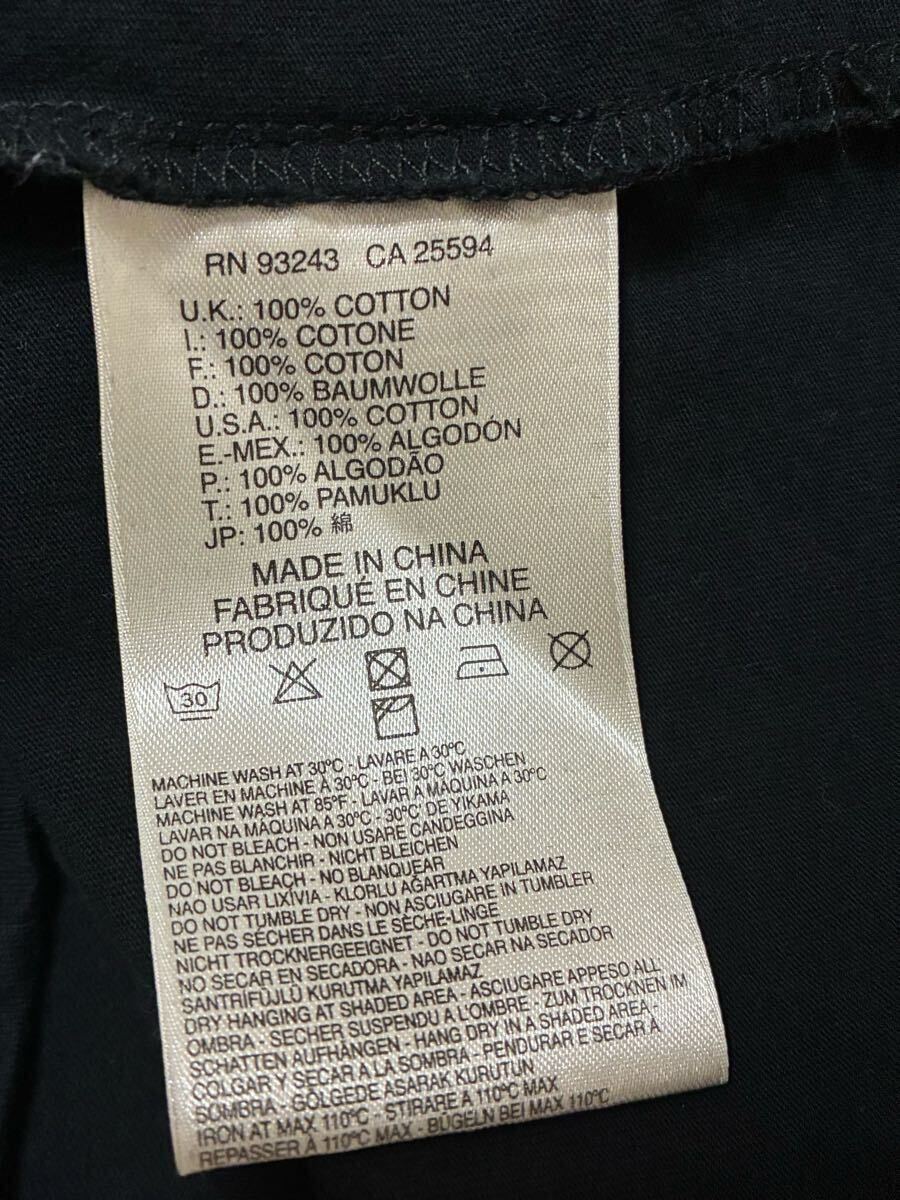 RN 93243 CA 25594
U.K.: 100% COTTON
I.: 100% COTONE
F.: 100% COTON
D.: 100% BAUMWOLLE
U.S.A.: 100% COTTON
E.-MEX.: 100% ALGODÓN
P.: 100% ALGODÃO
T.: 100% PAMUKLU
JP: 100% 綿
MADE IN CHINA
FABRIQUÉ EN CHINE
PRODUZIDO NA CHINA
30
MACHINE WASH AT 30°C - LAVARE A 30°C
LAVER EN MACHINE À 30°C - BEI 30°C WASCHEN
MACHINE WASH AT 85°F - LAVAR A MÁQUINA A 30°C
LAVAR NA MÁQUINA A 30°C - 30°C' DE YIKAMA
DO NOT BLEACH - NON USARE CANDEGGINA
NE PAS BLANCHIR - NICHT BLEICHEN
DO NOT BLEACH - NO BLANQUEAR
NAO USAR LIXÍVIA - KLORLU AĞARTMA YAPILAMAZ
DO NOT TUMBLE DRY - NON ASCIUGARE IN TUMBLER
NE PAS SÉCHER DANS LE SÈCHE-LINGE
NICHT TROCKNERGEEIGNET - DO NOT TUMBLE DRY
NO SECAR EN SECADORA - NAO SECAR NA SECADOR
SANTRİFÜJLÜ KURUTMA YAPILAMAZ
DRY HANGING AT SHADED AREA - ASCIUGARE APPESO ALL
OMBRA - SECHER SUSPENDU A L'OMBRE - ZUM TROCKNEN IM
SCHATTEN AUFHÄNGEN - HANG DRY IN A SHADED AREA -
COLGAR Y SECAR A LA SOMBRA - PENDURAR E SECAR À
SOMBRA - GÖLGEDE ASARAK KURUTUN
IRON AT MAX 110°C - STIRARE A 110°C MAX
REPASSER À 110°C MAX - BÜGELN BEI MAX 110°C